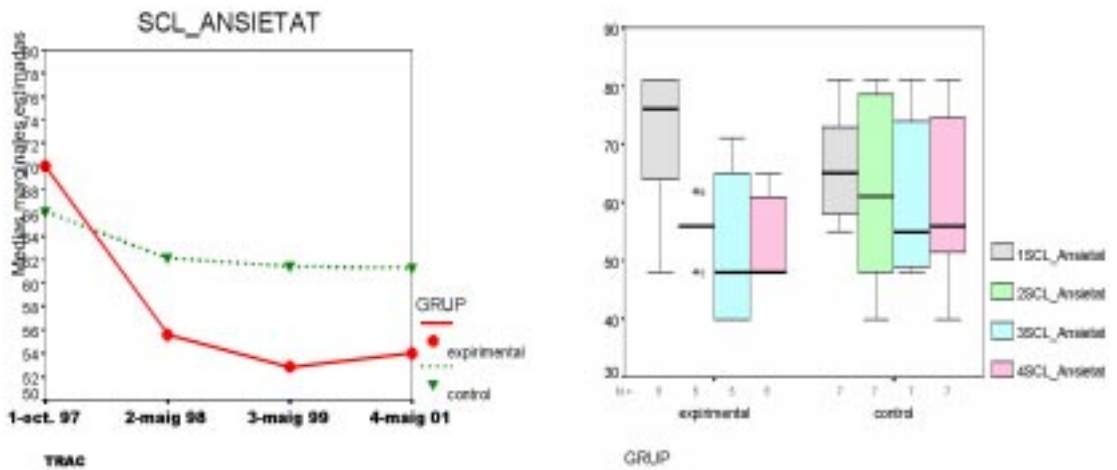 SCL_ANSIETAT
Medias marginales estimadas
80
78
76
74
72
70
68
66
64
62
60
58
56
54
52
50
1-oct. 97
2-maig 98
3-maig 99
4-maig 01
TRAC
GRUP
expirimental
control
90
80
70
60
50
40
30
N =
5
7
7
7
expirimental
control
GRUP
1SCL_Ansietat
2SCL_Ansietat
3SCL_Ansietat
4SCL_Ansietat